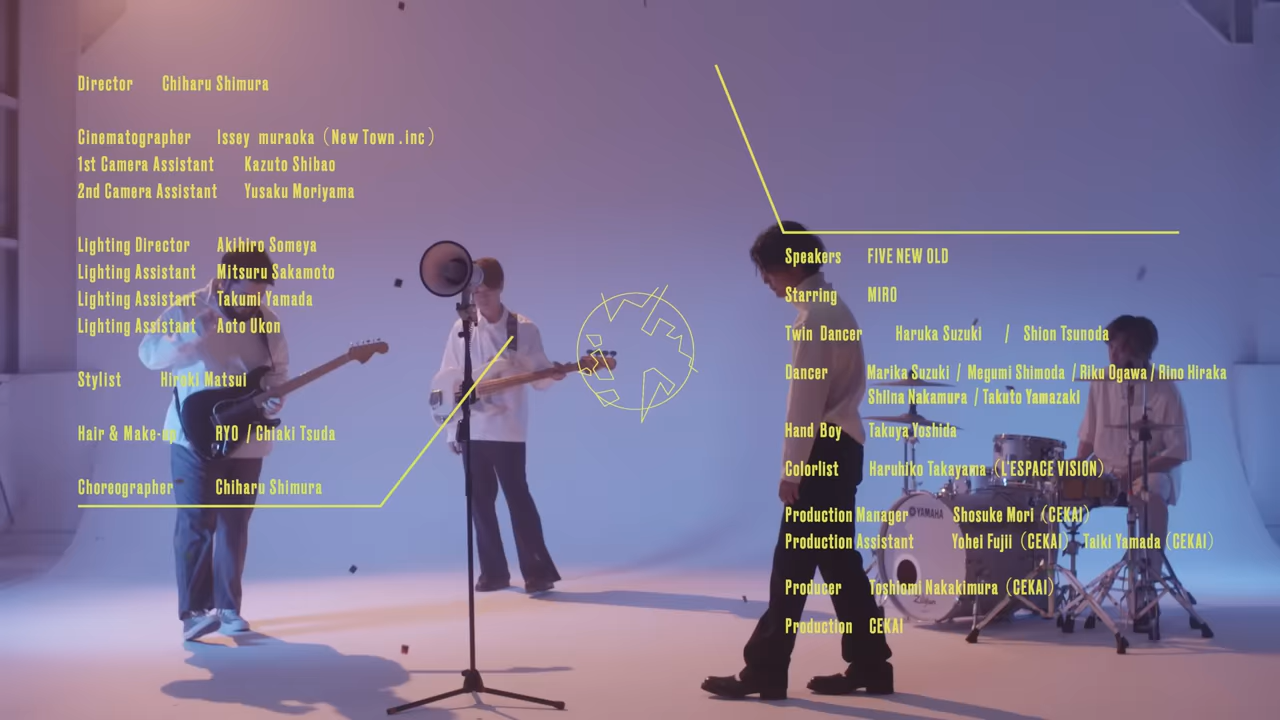 Director Chiharu Shimura
Cinematographer Issey muraoka (New Town .inc)
1st Camera Assistant Kazuto Shibao
2nd Camera Assistant Yusaku Moriyama
Lighting Director Akihiro Someya
Lighting Assistant Mitsuru Sakamoto
Lighting Assistant Takumi Yamada
Lighting Assistant Aoto Ukon
Stylist Hiroki Matsui
Hair & Make-up RYO / Chiaki Tsuda
Choreographer Chiharu Shimura
Speakers FIVE NEW OLD
Starring MIRO
Twin Dancer Haruka Suzuki / Shion Tsunoda
Dancer Marika Suzuki / Megumi Shimoda / Riku Ogawa / Rino Hiraka
Shiina Nakamura / Takuto Yamazaki
Hand Boy Takuya Yoshida
Colorlist Haruhiko Takayama (L'ESPACE VISION)
Production Manager Shosuke Mori (CEKAI)
Production Assistant Yohei Fujii (CEKAI) Taiki Yamada (CEKAI)
Producer Toshiomi Nakakimura (CEKAI)
Production CEKAI
YAMAHA